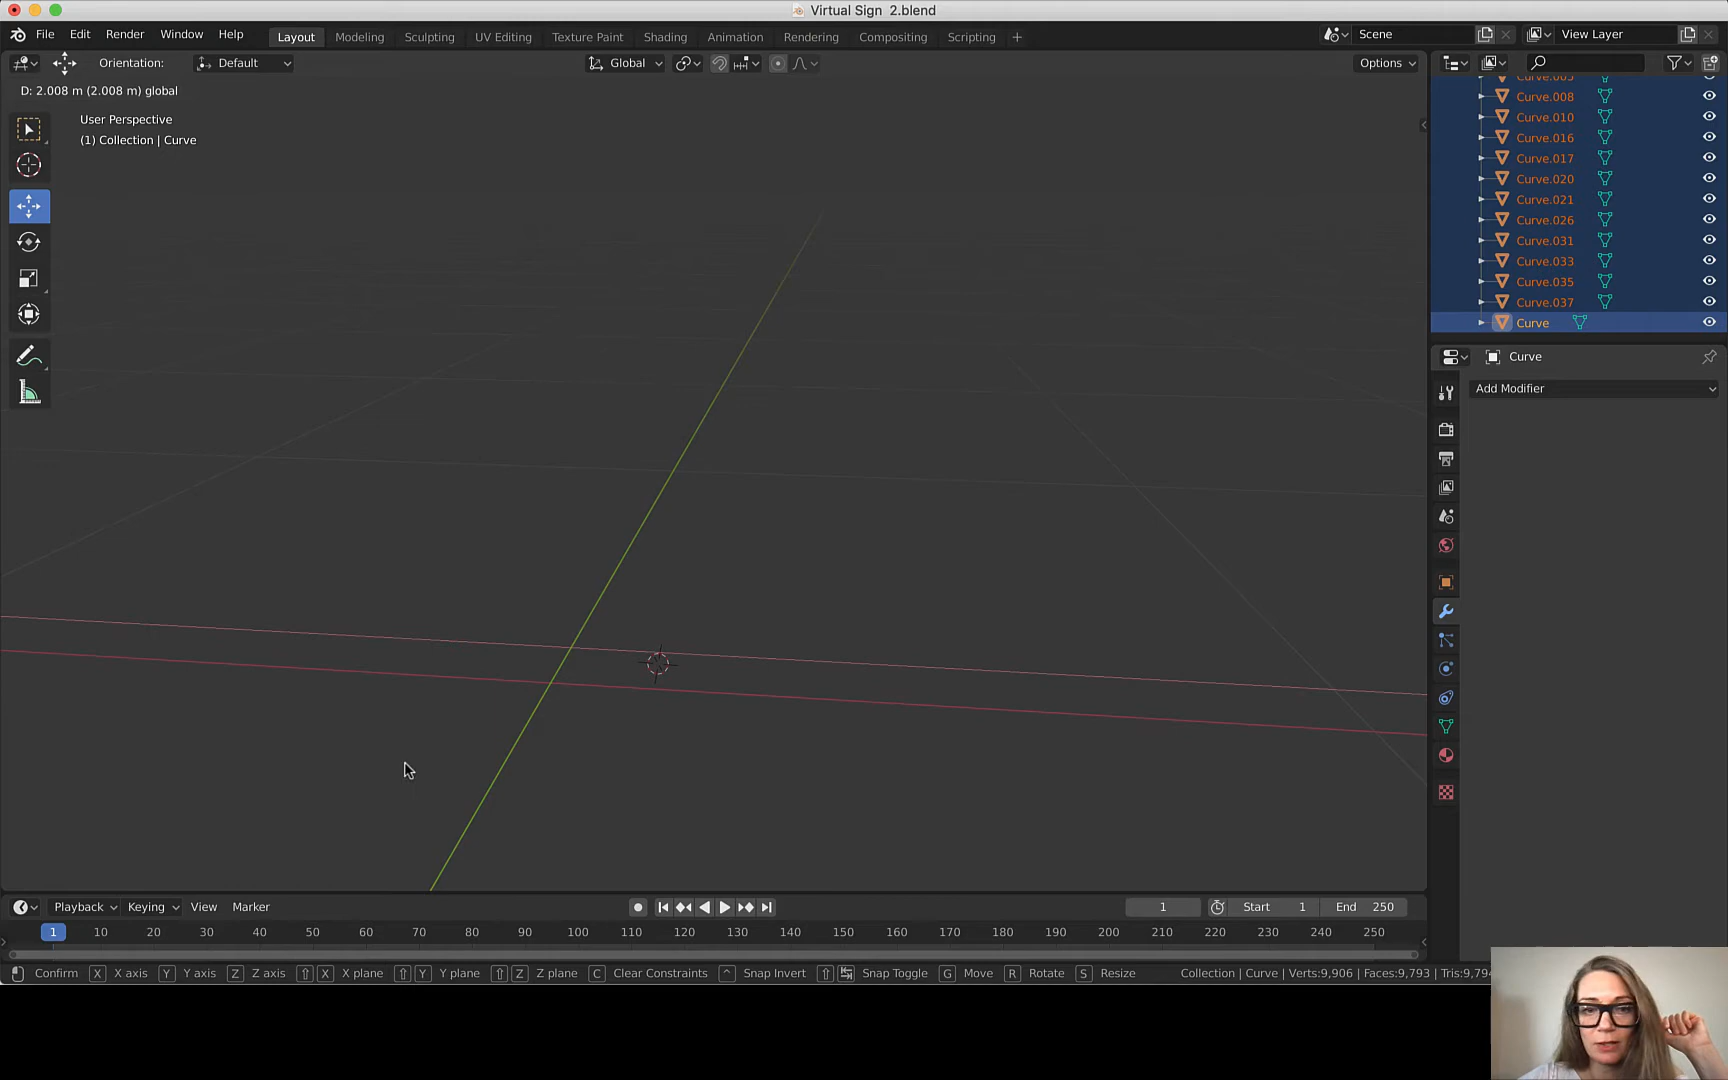 Virtual Sign  2.blend
File Edit Render Window Help Layout Modeling Sculpting UV Editing Texture Paint Shading Animation Rendering Compositing Scripting + Scene View Layer
Orientation: Default Global Options
D: 2.008 m (2.008 m) global
User Perspective
(1) Collection | Curve
Curve.008
Curve.010
Curve.016
Curve.017
Curve.020
Curve.021
Curve.026
Curve.031
Curve.033
Curve.035
Curve.037
Curve
Curve
Add Modifier
Playback Keying View Marker 1 Start 1 End 250
1 10 20 30 40 50 60 70 80 90 100 110 120 130 140 150 160 170 180 190 200 210 220 230 240 250
Confirm X X axis Y Y axis Z Z axis X X plane Y Y plane Z Z plane C Clear Constraints ^ Snap Invert Snap Toggle G Move R Rotate S Resize Collection | Curve | Verts:9,906 | Faces:9,793 | Tris:9,794